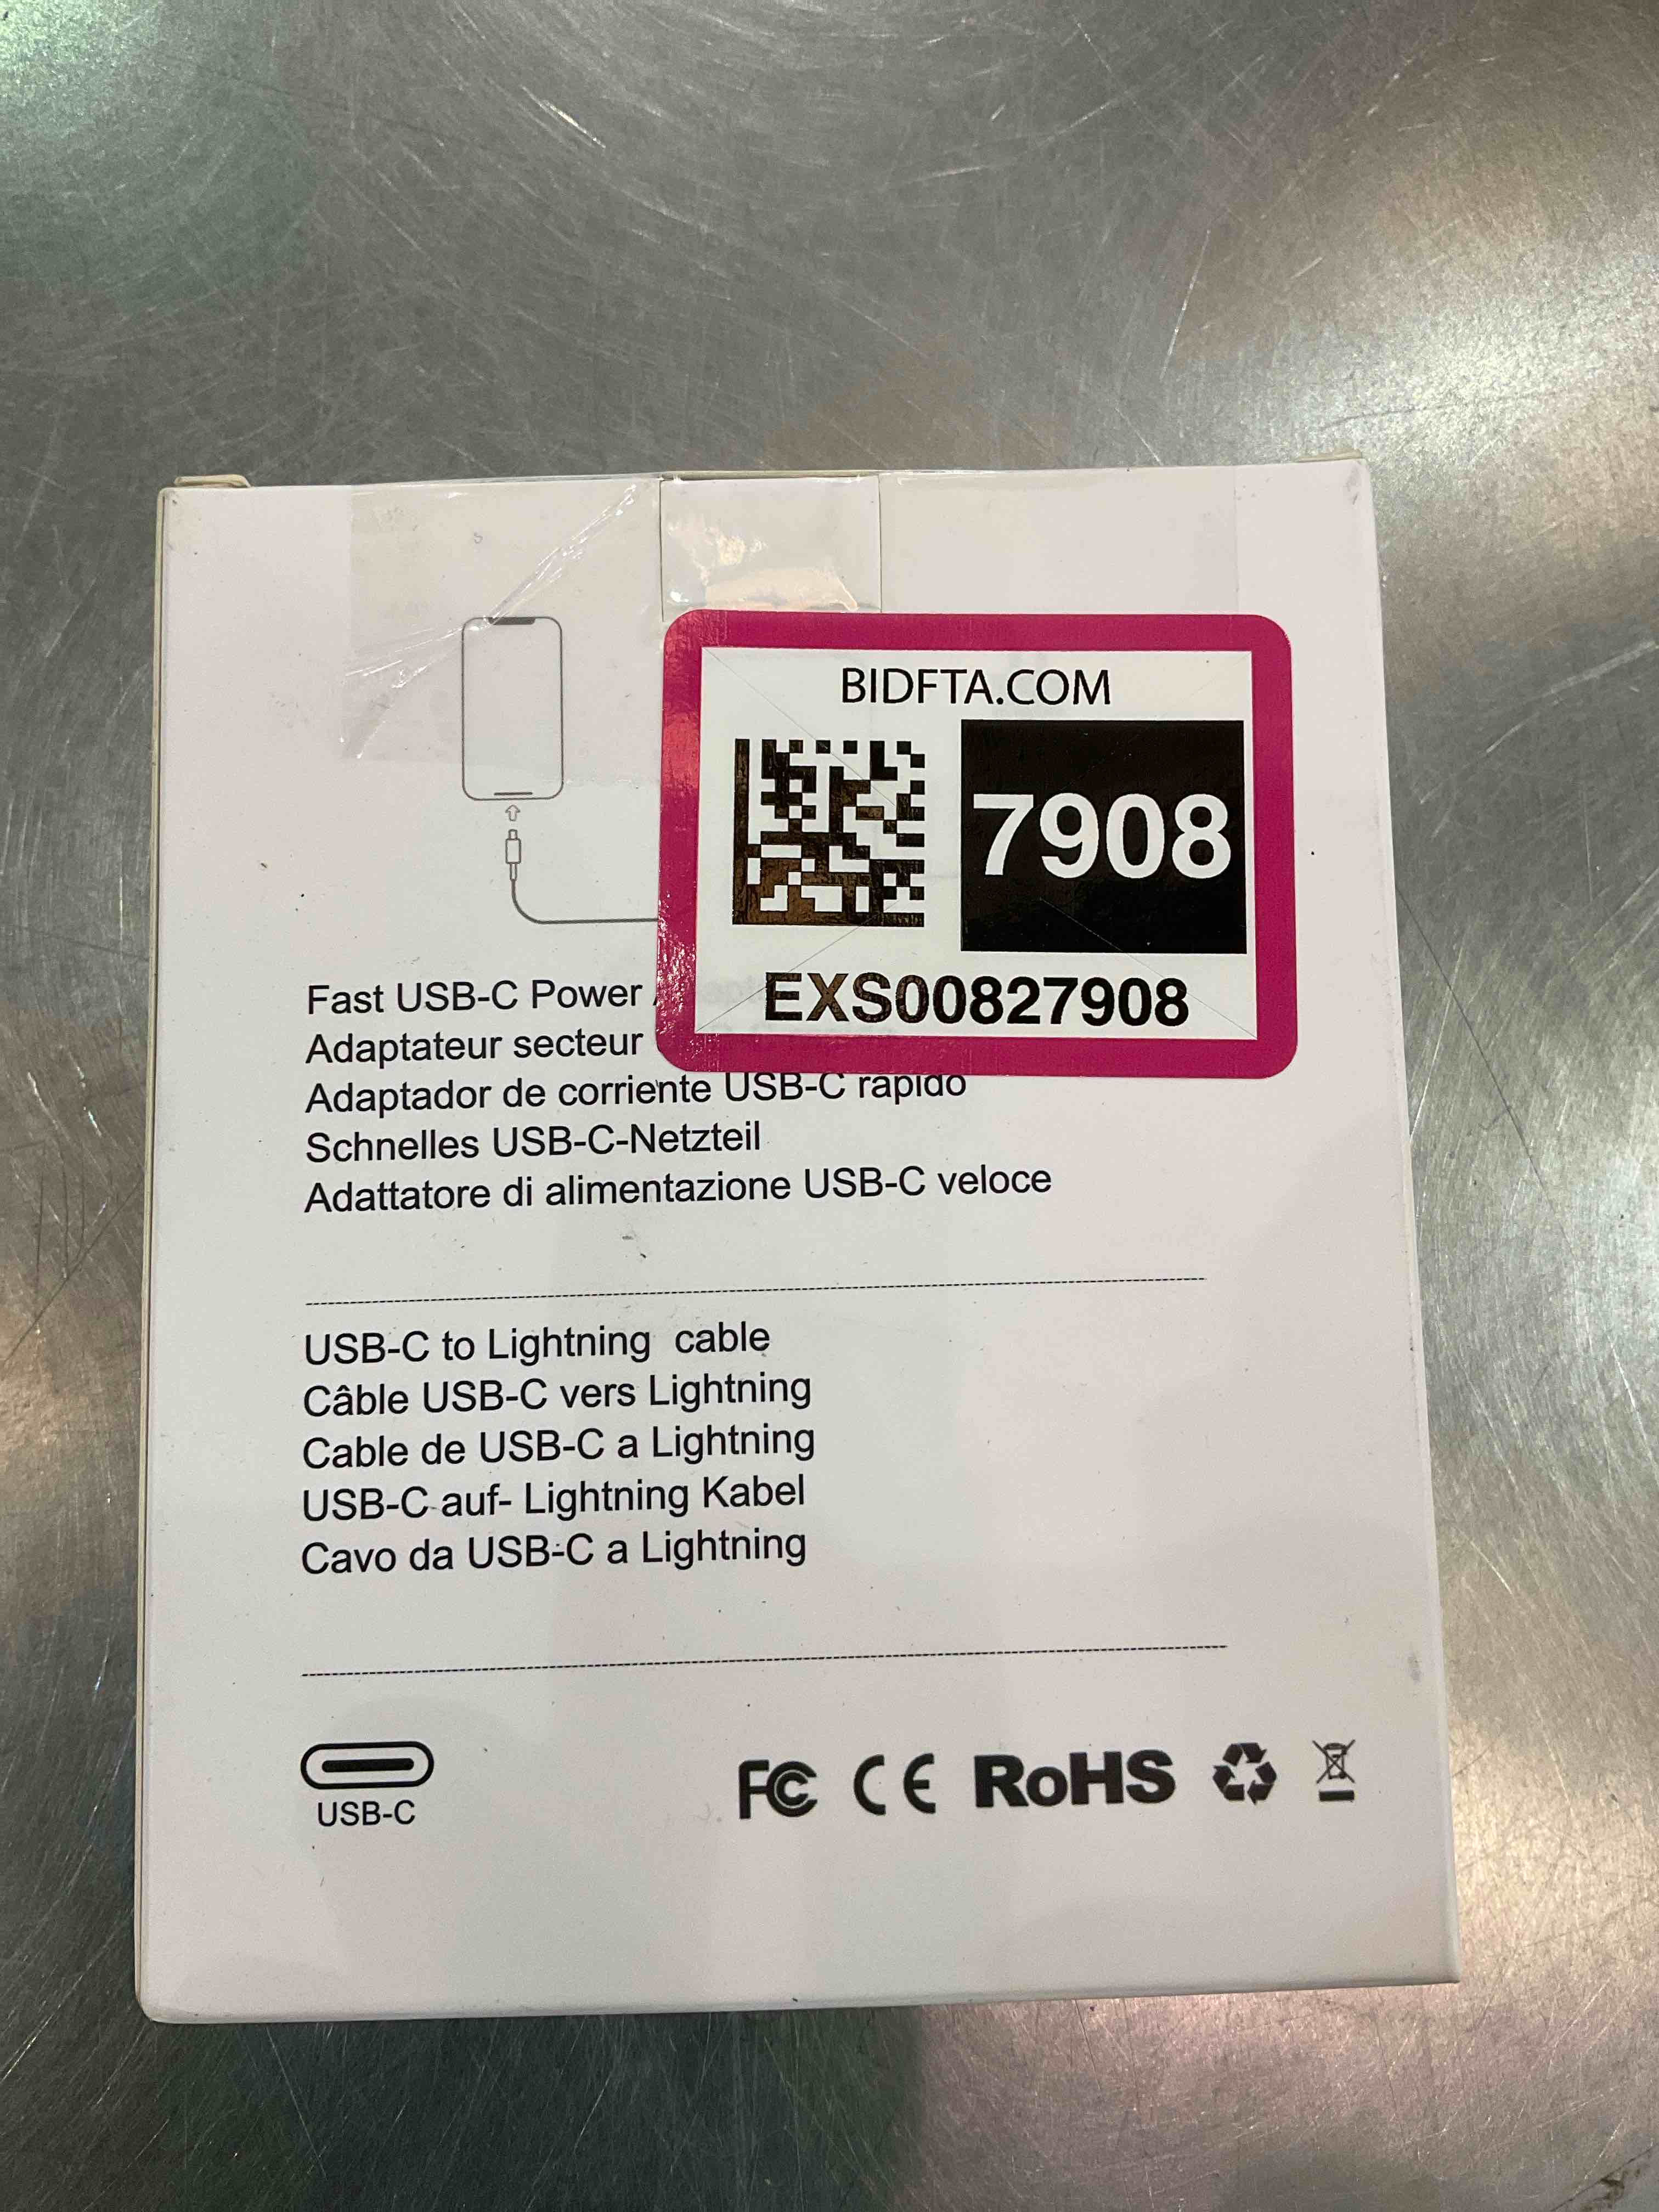 BIDFTA.COM
7908
EXS00827908
Fast USB-C Power
Adaptateur secteur
Adaptador de corriente USB-C rápido
Schnelles USB-C-Netzteil
Adattatore di alimentazione USB-C veloce
USB-C to Lightning cable
Câble USB-C vers Lightning
Cable de USB-C a Lightning
USB-C auf- Lightning Kabel
Cavo da USB-C a Lightning
USB-C
FC CE RoHS